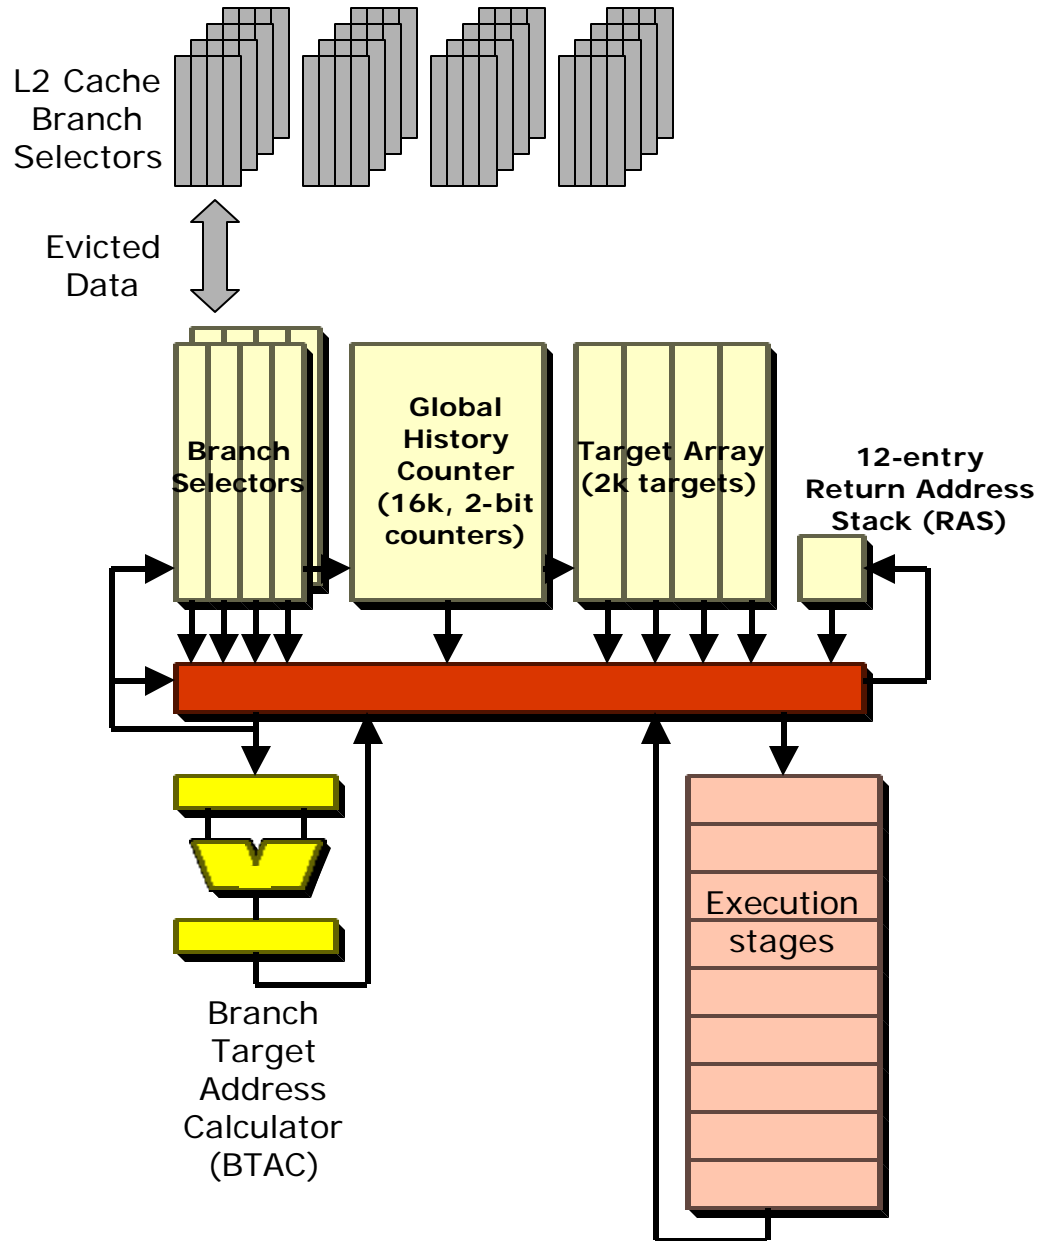 L2 Cache
Branch
Selectors
Evicted
Data
Branch
Selectors
Global
History
Counter
(16k, 2-bit
counters)
Target Array
(2k targets)
12-entry
Return Address
Stack (RAS)
Execution
stages
Branch
Target
Address
Calculator
(BTAC)